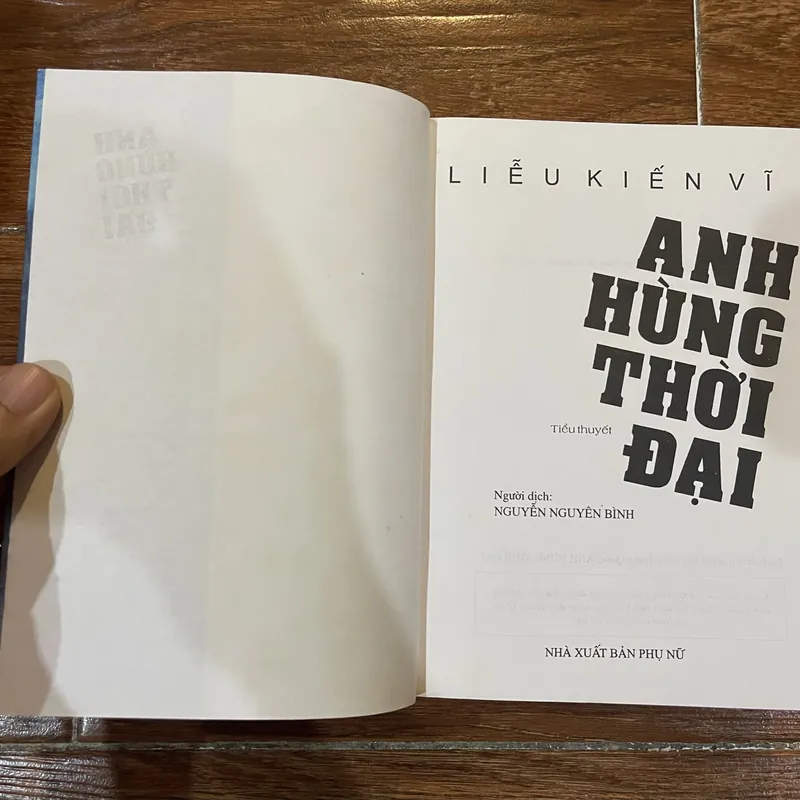 LIỄU KIẾN VĨ
ANH
HÙNG
THỜI
ĐẠI
Tiểu thuyết
Người dịch:
NGUYỄN NGUYÊN BÌNH
NHÀ XUẤT BẢN PHỤ NỮ